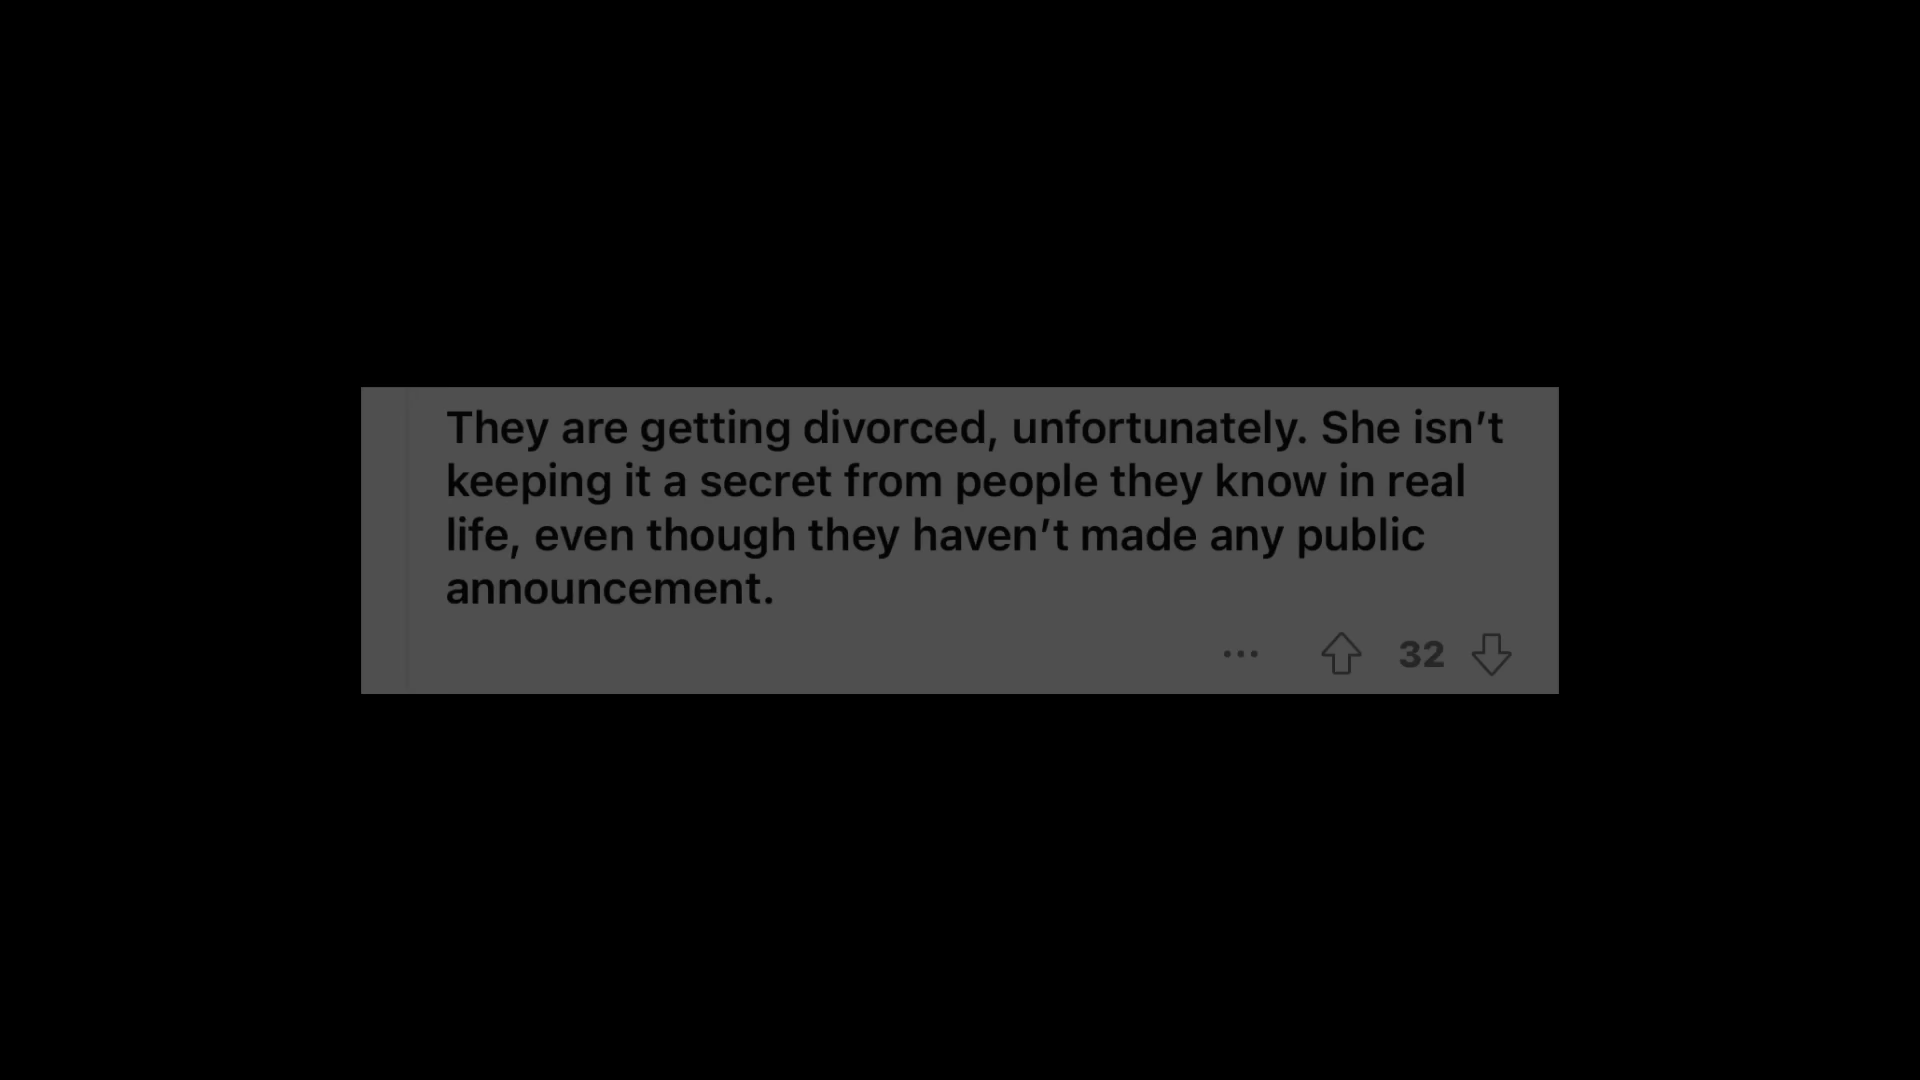 They are getting divorced, unfortunately. She isn’t
keeping it a secret from people they know in real
life, even though they haven’t made any public
announcement.
... 32